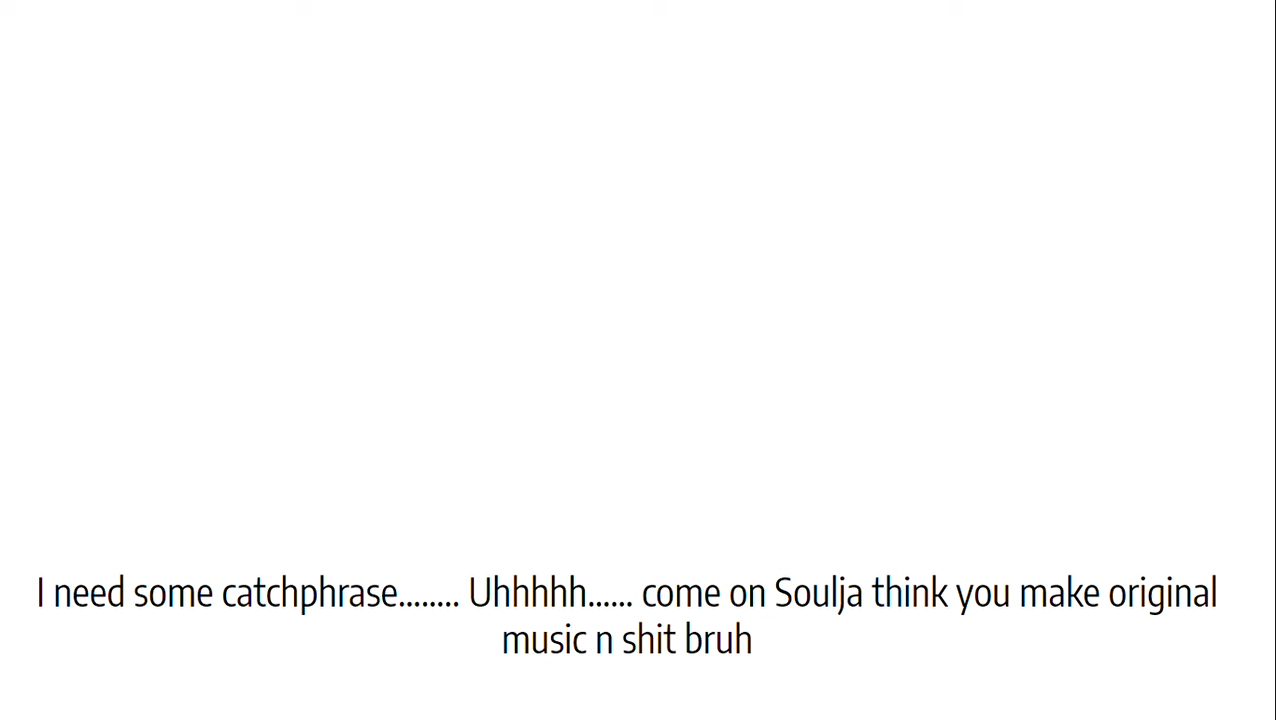 I need some catchphrase........ Uhhhhh...... come on Soulja think you make original
music n shit bruh